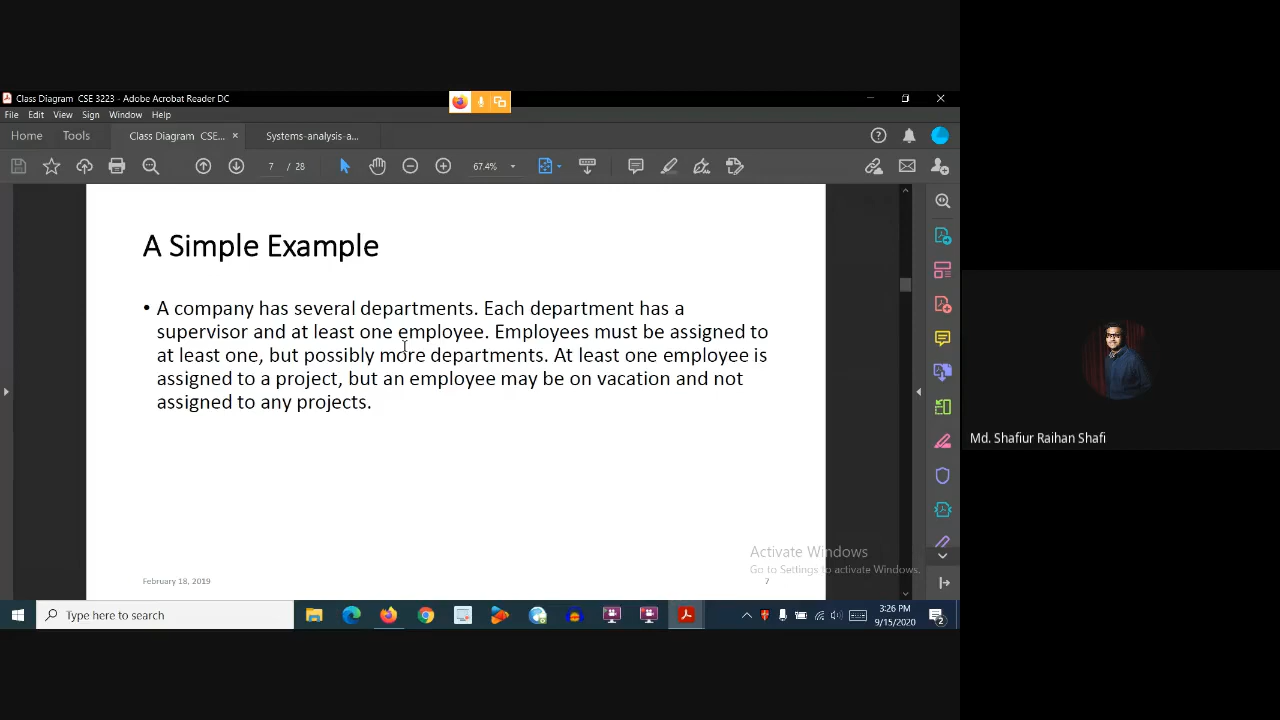 Class Diagram CSE 3223 - Adobe Acrobat Reader DC
File Edit View Sign Window Help
Home Tools Class Diagram CSE... × Systems-analysis-a...
7 / 28 67.4%
A Simple Example
• A company has several departments. Each department has a
supervisor and at least one employee. Employees must be assigned to
at least one, but possibly more departments. At least one employee is
assigned to a project, but an employee may be on vacation and not
assigned to any projects.
Md. Shafiur Raihan Shafi
Activate Windows
Go to Settings to activate Windows.
February 18, 2019
7
Type here to search
3:26 PM
9/15/2020
2